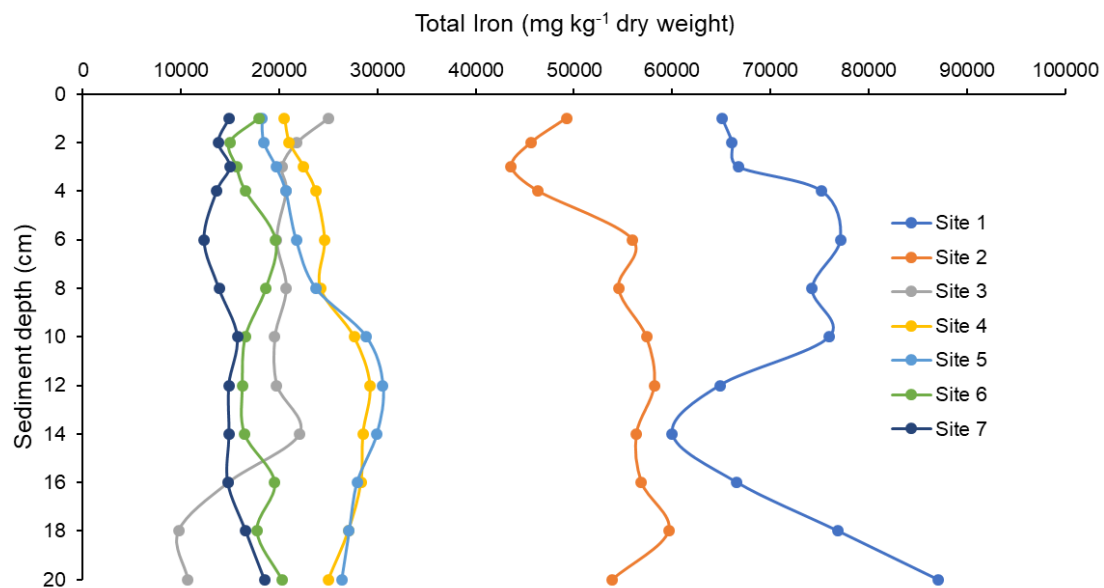 Total Iron (mg kg⁻¹ dry weight)
0 10000 20000 30000 40000 50000 60000 70000 80000 90000 100000
0
2
4
6
8
10
12
14
16
18
20
Sediment depth (cm)
Site 1
Site 2
Site 3
Site 4
Site 5
Site 6
Site 7